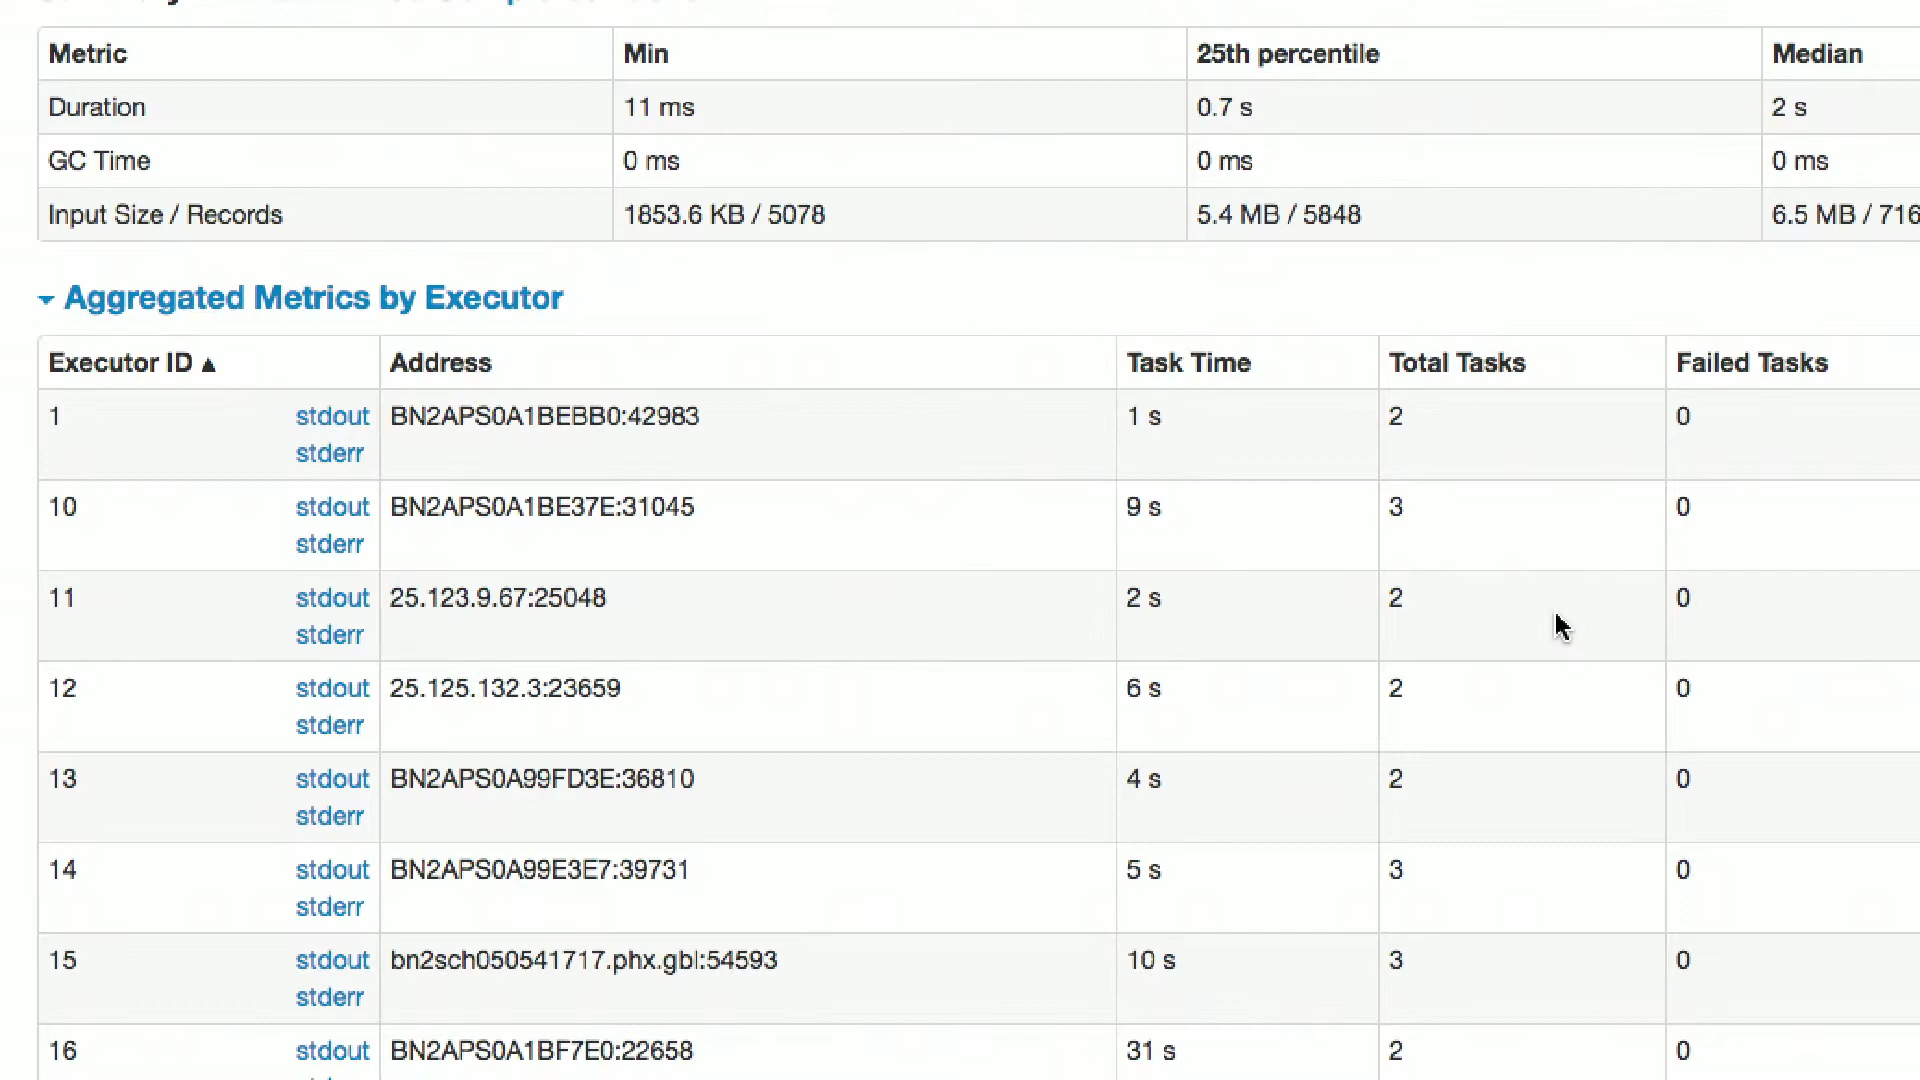 Metric Min 25th percentile Median
Duration 11 ms 0.7 s 2 s
GC Time 0 ms 0 ms 0 ms
Input Size / Records 1853.6 KB / 5078 5.4 MB / 5848 6.5 MB / 716
Aggregated Metrics by Executor
Executor ID ▲ Address Task Time Total Tasks Failed Tasks
1 stdout BN2APS0A1BEBB0:42983 1 s 2 0
stderr
10 stdout BN2APS0A1BE37E:31045 9 s 3 0
stderr
11 stdout 25.123.9.67:25048 2 s 2 0
stderr
12 stdout 25.125.132.3:23659 6 s 2 0
stderr
13 stdout BN2APS0A99FD3E:36810 4 s 2 0
stderr
14 stdout BN2APS0A99E3E7:39731 5 s 3 0
stderr
15 stdout bn2sch050541717.phx.gbl:54593 10 s 3 0
stderr
16 stdout BN2APS0A1BF7E0:22658 31 s 2 0